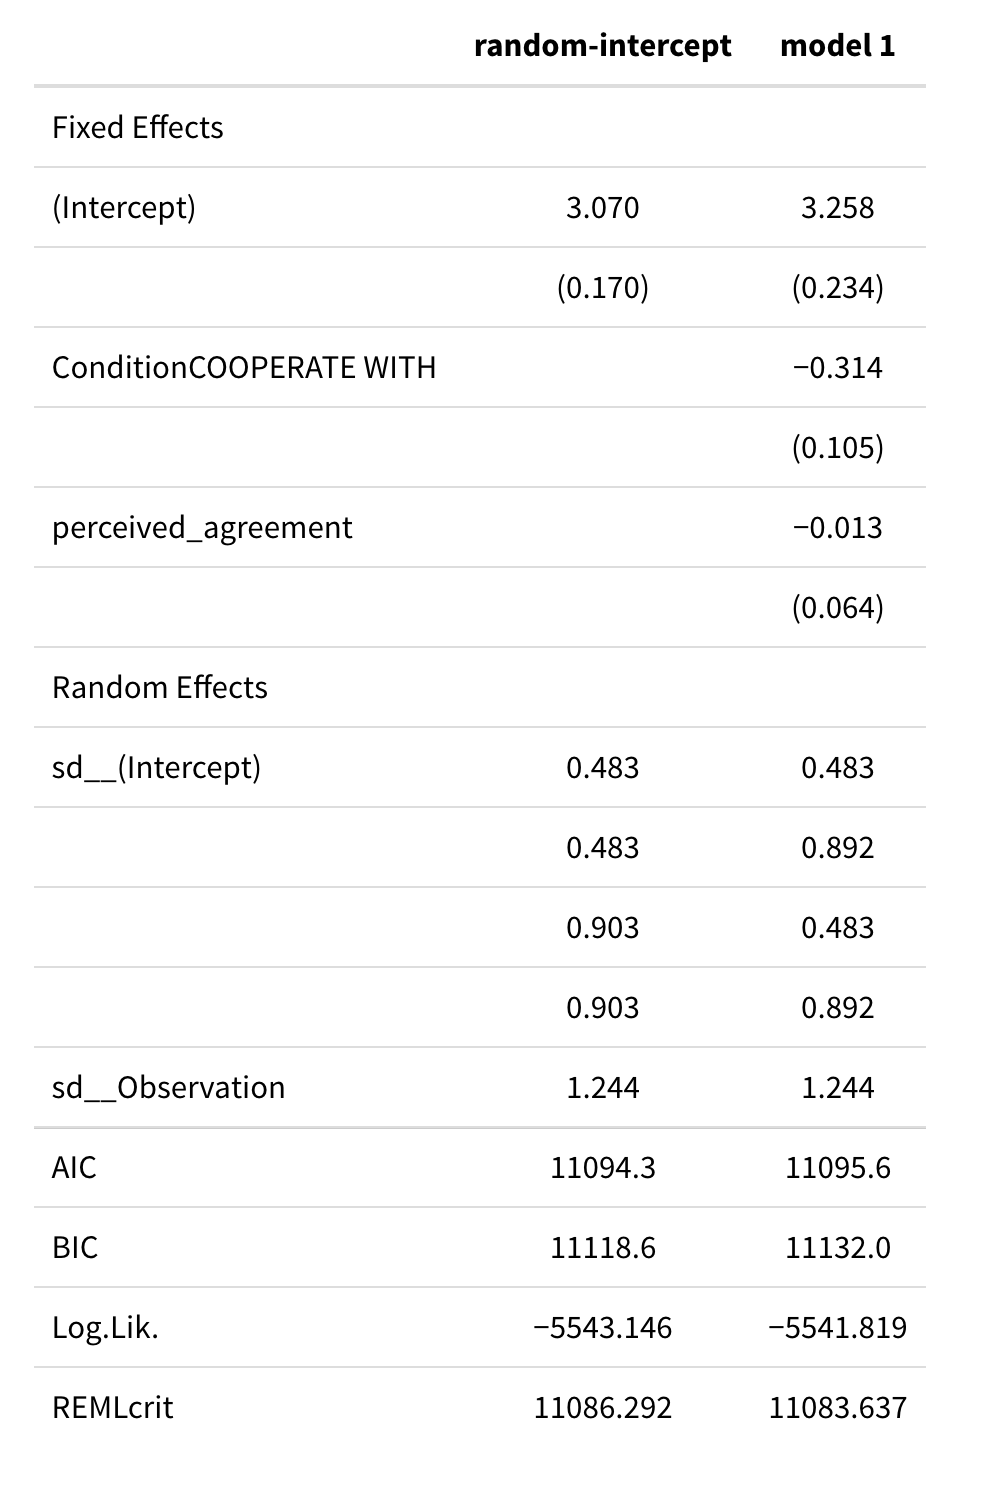 random-intercept model 1
Fixed Effects
(Intercept) 3.070 3.258
(0.170) (0.234)
ConditionCOOPERATE WITH −0.314
(0.105)
perceived_agreement −0.013
(0.064)
Random Effects
sd__(Intercept) 0.483 0.483
0.483 0.892
0.903 0.483
0.903 0.892
sd__Observation 1.244 1.244
AIC 11094.3 11095.6
BIC 11118.6 11132.0
Log.Lik. −5543.146 −5541.819
REMLcrit 11086.292 11083.637